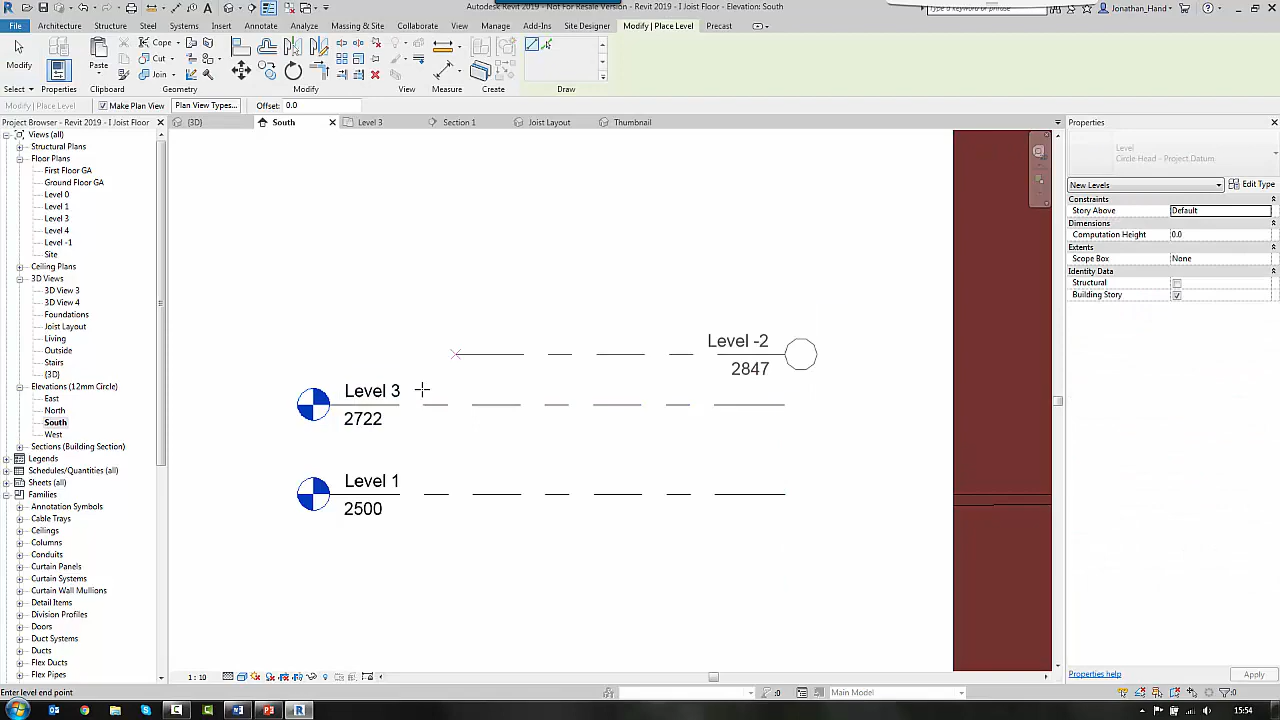 Autodesk Revit 2019 - Not For Resale Version - Revit 2019 - I Joist Floor - Elevation: South
Type a keyword or phrase
Jonathan_Hand
File Architecture Structure Steel Systems Insert Annotate Analyze Massing & Site Collaborate View Manage Add-Ins Site Designer Modify | Place Level Precast
Modify
Paste
Cope
Cut
Join
Select Properties Clipboard Geometry Modify View Measure Create Draw
Modify | Place Level Make Plan View Plan View Types... Offset: 0.0
Project Browser - Revit 2019 - I Joist Floor
{3D} South Level 3 Section 1 Joist Layout Thumbnail
Properties
Views (all)
Structural Plans
Floor Plans
First Floor GA
Ground Floor GA
Level 0
Level 1
Level 3
Level 4
Level -1
Site
Ceiling Plans
3D Views
3D View 3
3D View 4
Foundations
Joist Layout
Living
Outside
Stairs
{3D}
Elevations (12mm Circle)
East
North
South
West
Sections (Building Section)
Legends
Schedules/Quantities (all)
Sheets (all)
Families
Annotation Symbols
Cable Trays
Ceilings
Columns
Conduits
Curtain Panels
Curtain Systems
Curtain Wall Mullions
Detail Items
Division Profiles
Doors
Duct Systems
Ducts
Flex Ducts
Flex Pipes
Level -2
2847
Level 3
2722
Level 1
2500
Level
Circle Head - Project Datum
New Levels Edit Type
Constraints
Story Above Default
Dimensions
Computation Height 0.0
Extents
Scope Box None
Identity Data
Structural
Building Story
Properties help Apply
1 : 10
Enter level end point
:0 Main Model :0
15:54